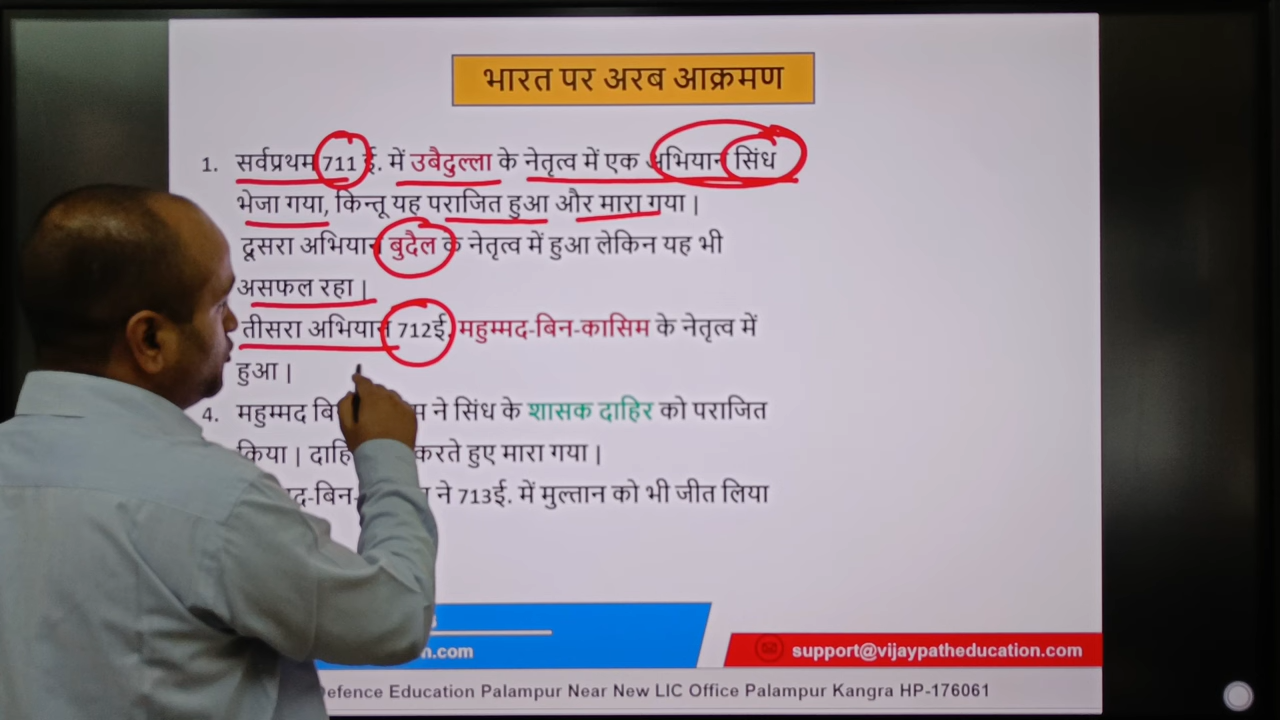 भारत पर अरब आक्रमण
1. सर्वप्रथम 711 ई. में उबैदुल्ला के नेतृत्व में एक अभियान सिंध
भेजा गया, किन्तू यह पराजित हुआ और मारा गया |
दूसरा अभियान बुदैल के नेतृत्व में हुआ लेकिन यह भी
असफल रहा |
तीसरा अभियान 712ई. महुम्मद-बिन-कासिम के नेतृत्व में
हुआ |
4. महुम्मद ने सिंध के शासक दाहिर को पराजित
किया | करते हुए मारा गया |
ने 713ई. में मुल्तान को भी जीत लिया
support@vijaypatheducation.com
Defence Education Palampur Near New LIC Office Palampur Kangra HP-176061